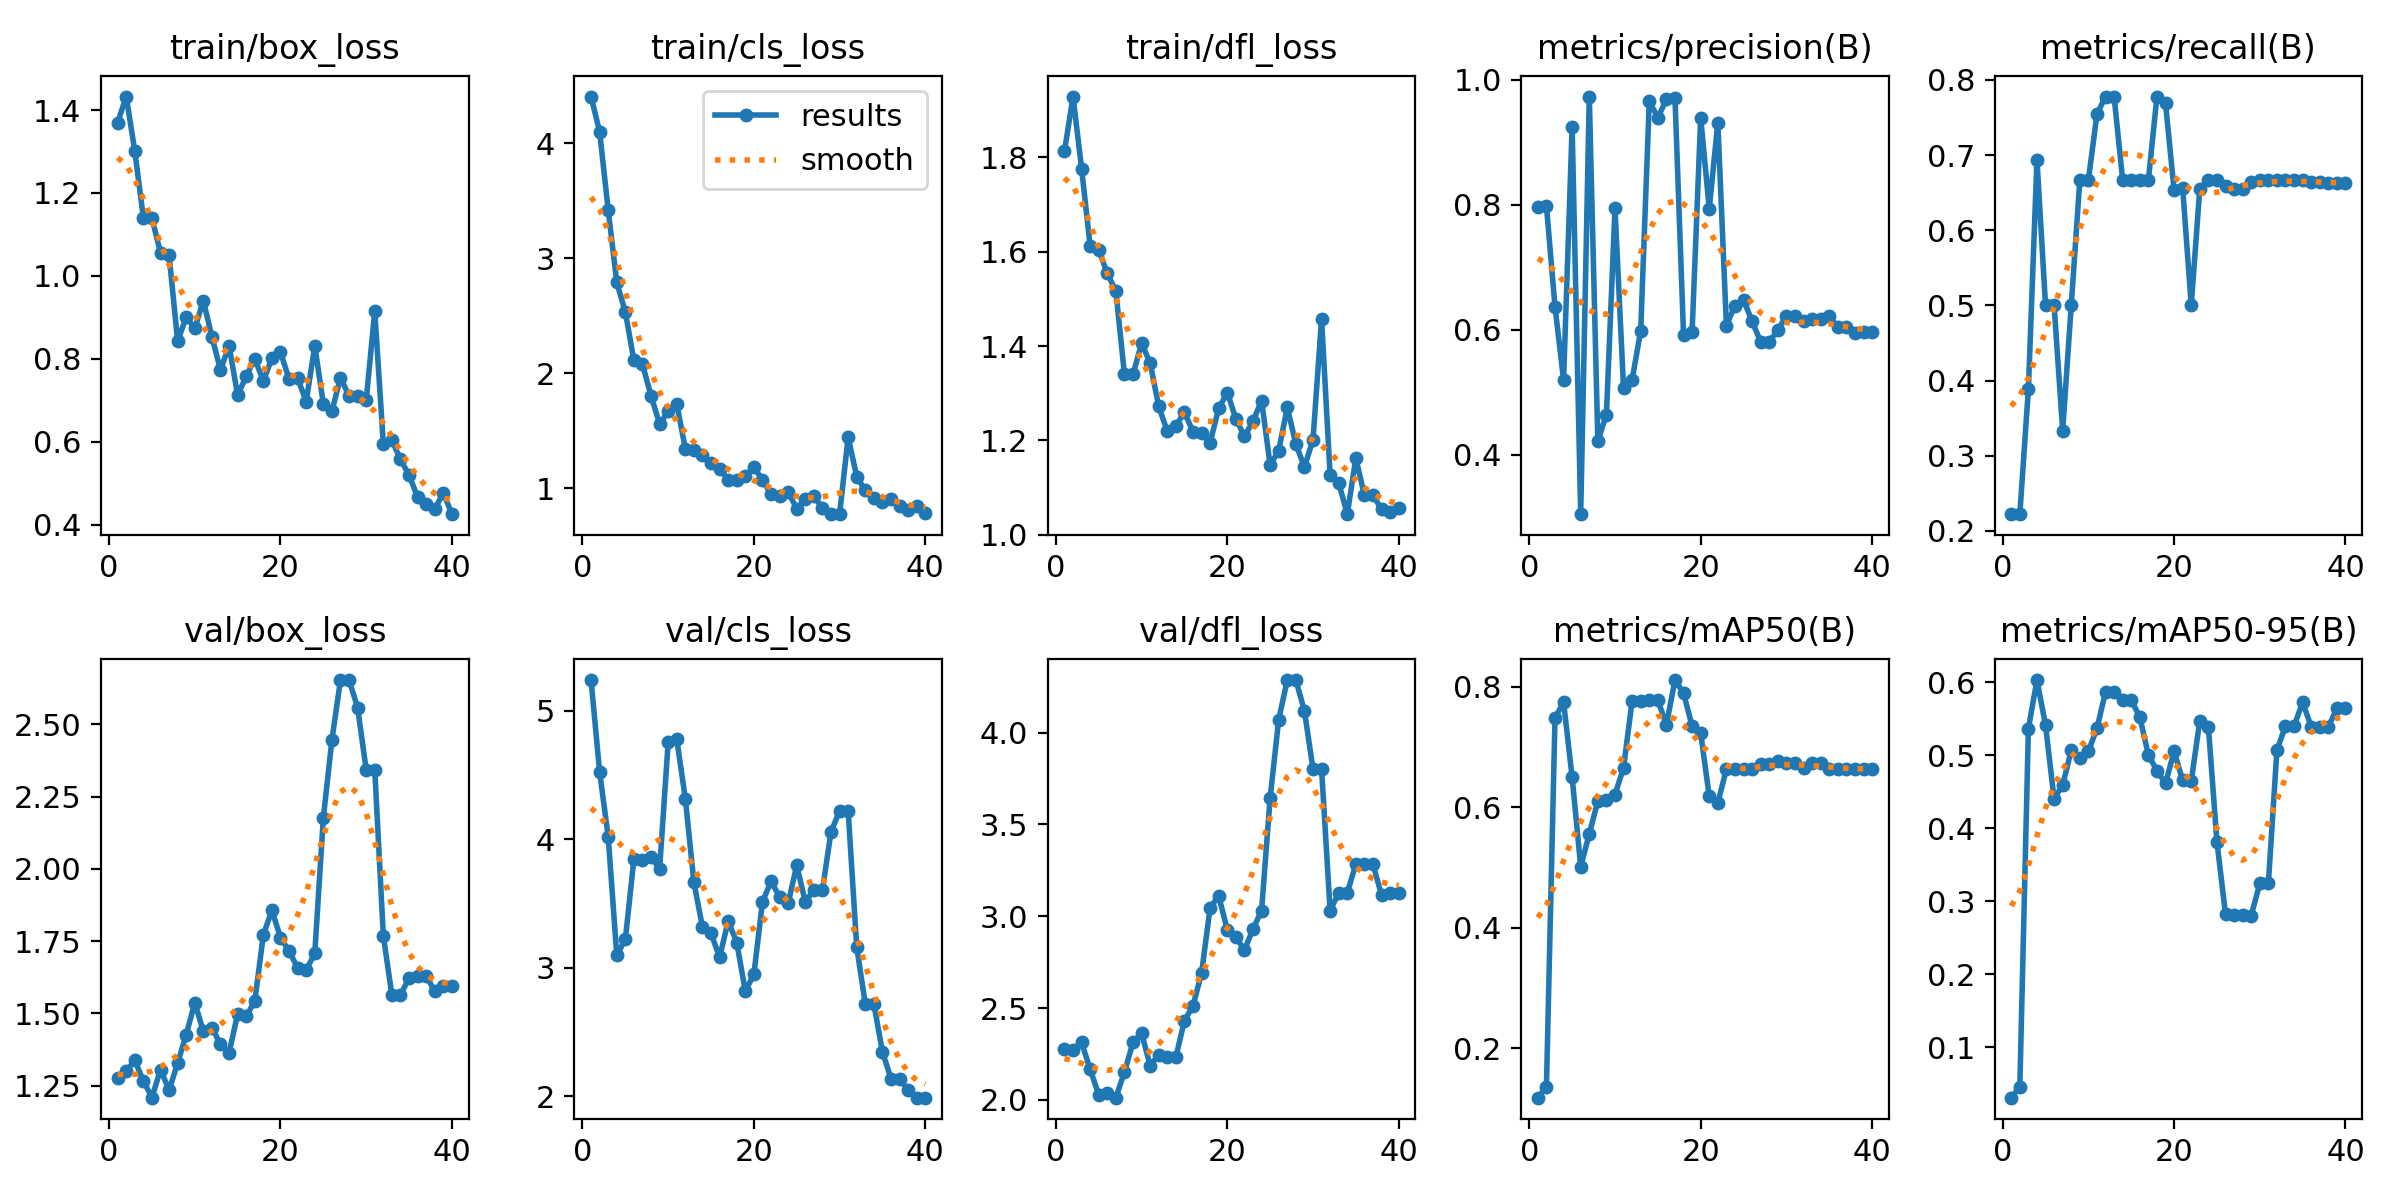 train/box_loss
1.4
1.2
1.0
0.8
0.6
0.4
0 20 40
train/cls_loss
results
smooth
4
3
2
1
0 20 40
train/dfl_loss
1.8
1.6
1.4
1.2
1.0
0 20 40
metrics/precision(B)
1.0
0.8
0.6
0.4
0 20 40
metrics/recall(B)
0.8
0.7
0.6
0.5
0.4
0.3
0.2
0 20 40
val/box_loss
2.50
2.25
2.00
1.75
1.50
1.25
0 20 40
val/cls_loss
5
4
3
2
0 20 40
val/dfl_loss
4.0
3.5
3.0
2.5
2.0
0 20 40
metrics/mAP50(B)
0.8
0.6
0.4
0.2
0 20 40
metrics/mAP50-95(B)
0.6
0.5
0.4
0.3
0.2
0.1
0 20 40